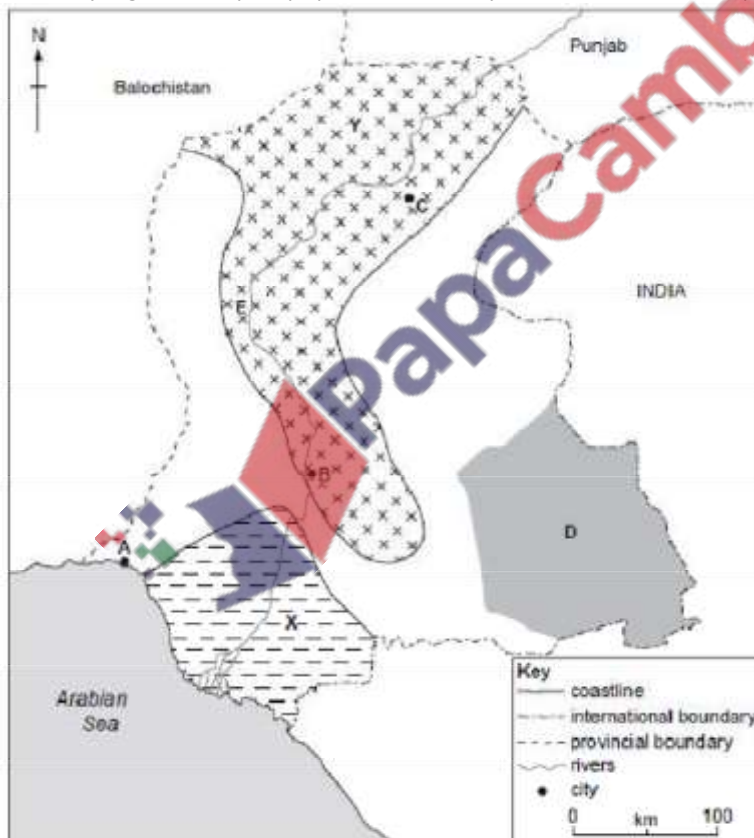 N
Punjab
Balochistan
Y
C
INDIA
E
B
D
A
X
Arabian
Sea
Key
coastline
international boundary
provincial boundary
rivers
city
0 km 100
PapaCamb